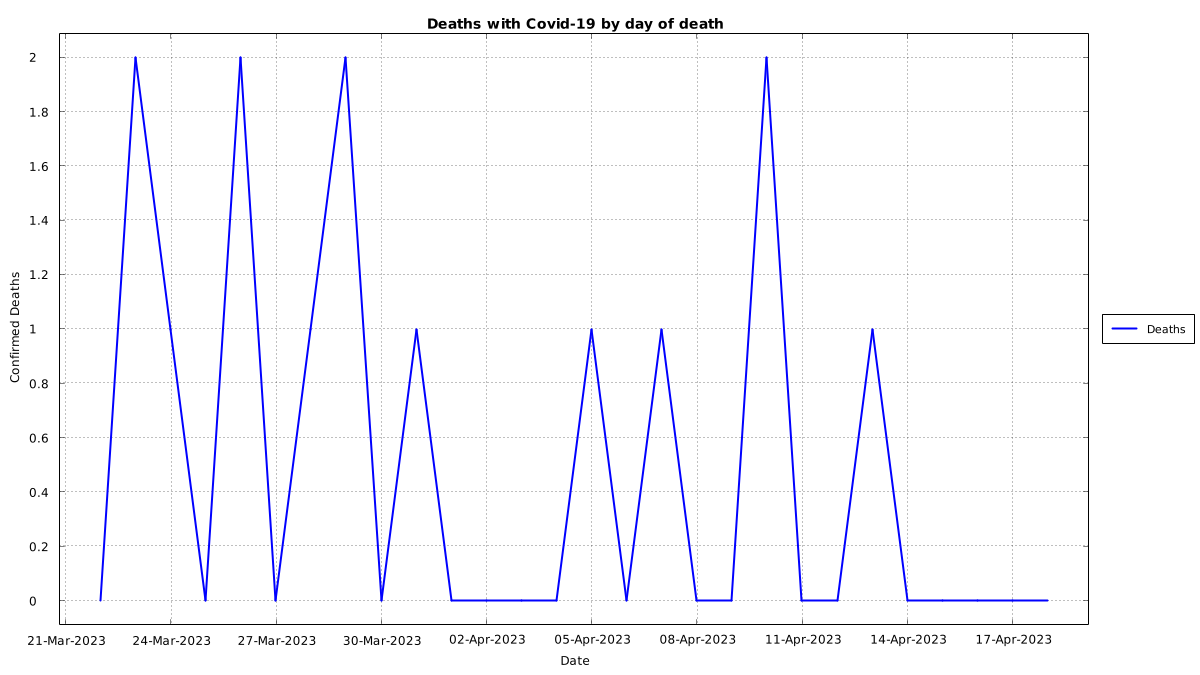 Deaths with Covid-19 by day of death
2
1.8
1.6
1.4
1.2
1
0.8
0.6
0.4
0.2
0
Confirmed Deaths
21-Mar-2023
24-Mar-2023
27-Mar-2023
30-Mar-2023
02-Apr-2023
05-Apr-2023
08-Apr-2023
11-Apr-2023
14-Apr-2023
17-Apr-2023
Date
Deaths